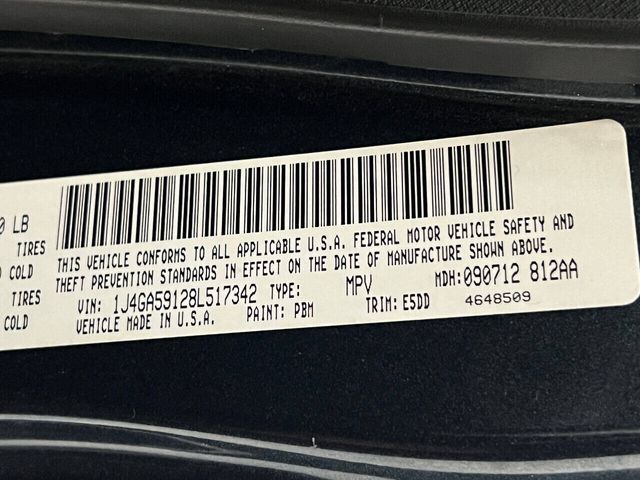 0 LB
TIRES
COLD
TIRES
COLD
THIS VEHICLE CONFORMS TO ALL APPLICABLE U.S.A. FEDERAL MOTOR VEHICLE SAFETY AND
THEFT PREVENTION STANDARDS IN EFFECT ON THE DATE OF MANUFACTURE SHOWN ABOVE.
VIN: 1J4GA59128L517342 TYPE: MPV MDH: 090712 812AA
VEHICLE MADE IN U.S.A. PAINT: PBM TRIM: E5DD 4648509